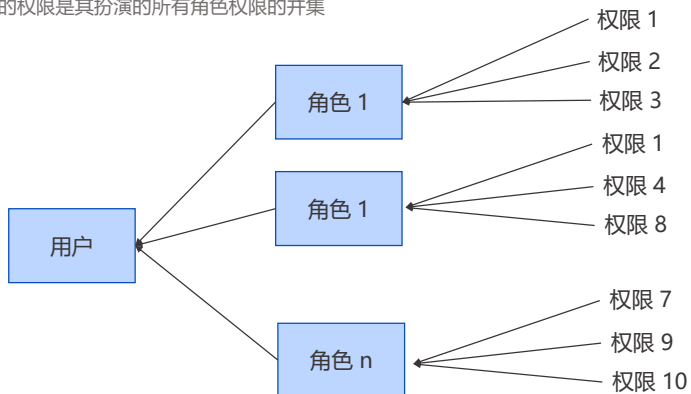 的权限是其扮演的所有角色权限的并集
权限 1
权限 2
角色 1
权限 3
权限 1
权限 4
角色 1
权限 8
用户
权限 7
权限 9
角色 n
权限 10